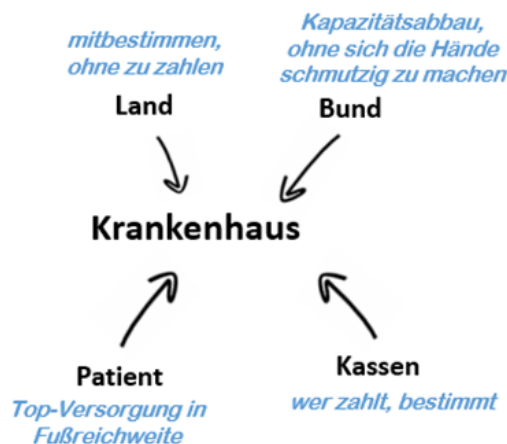 mitbestimmen,
ohne zu zahlen
Land
Kapazitätsabbau,
ohne sich die Hände
schmutzig zu machen
Bund
Krankenhaus
Patient
Top-Versorgung in
Fußreichweite
Kassen
wer zahlt, bestimmt